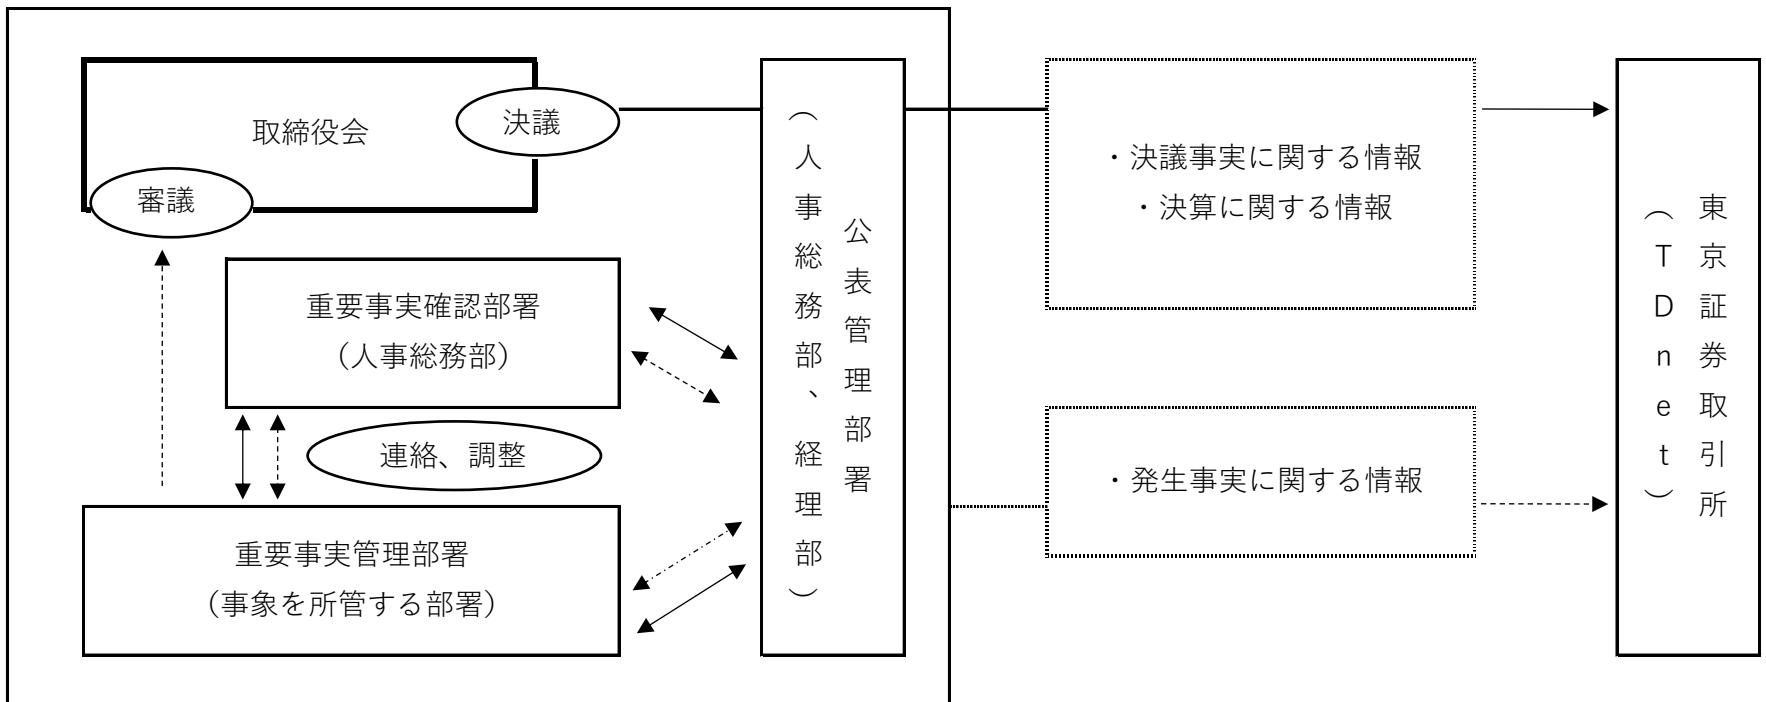 取締役会
決議
審議
重要事実確認部署
（人事総務部）
連絡、調整
重要事実管理部署
（事象を所管する部署）
公表管理部署
（人事総務部、経理部）
・決議事実に関する情報
・決算に関する情報
・発生事実に関する情報
東京証券取引所
（TDnet）